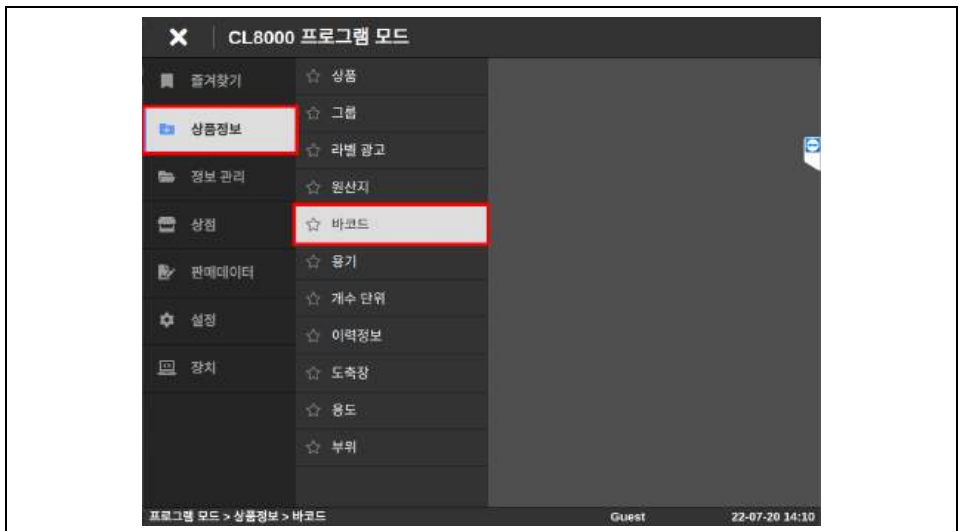 CL8000 프로그램 모드
즐겨찾기
상품정보
정보 관리
상점
판매데이터
설정
장치
상품
그룹
라벨 광고
원산지
바코드
용기
개수 단위
이력정보
도축장
용도
부위
프로그램 모드 > 상품정보 > 바코드
Guest
22-07-20 14:10